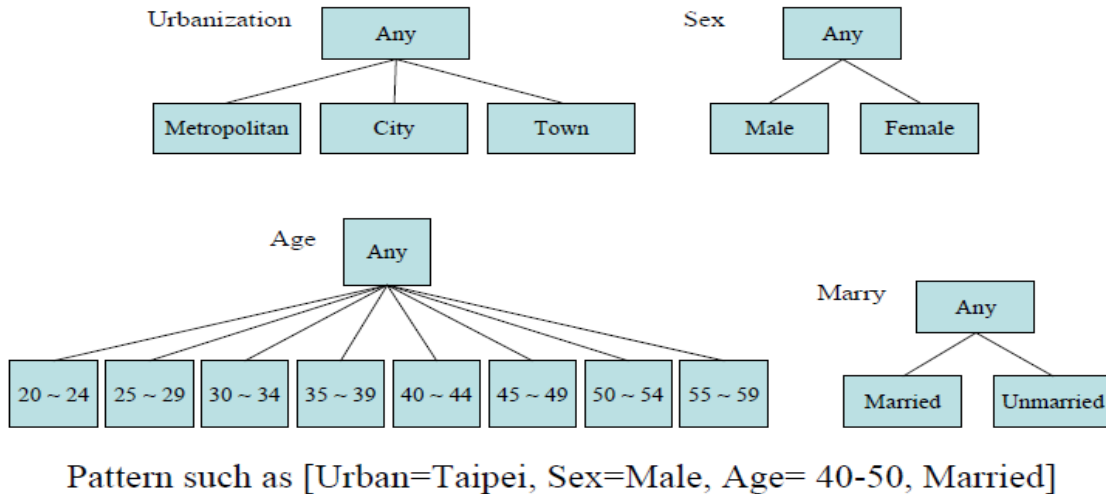 Urbanization
Any
Metropolitan
City
Town
Sex
Any
Male
Female
Age
Any
20 ~ 24
25 ~ 29
30 ~ 34
35 ~ 39
40 ~ 44
45 ~ 49
50 ~ 54
55 ~ 59
Marry
Any
Married
Unmarried
Pattern such as [Urban=Taipei, Sex=Male, Age= 40-50, Married]